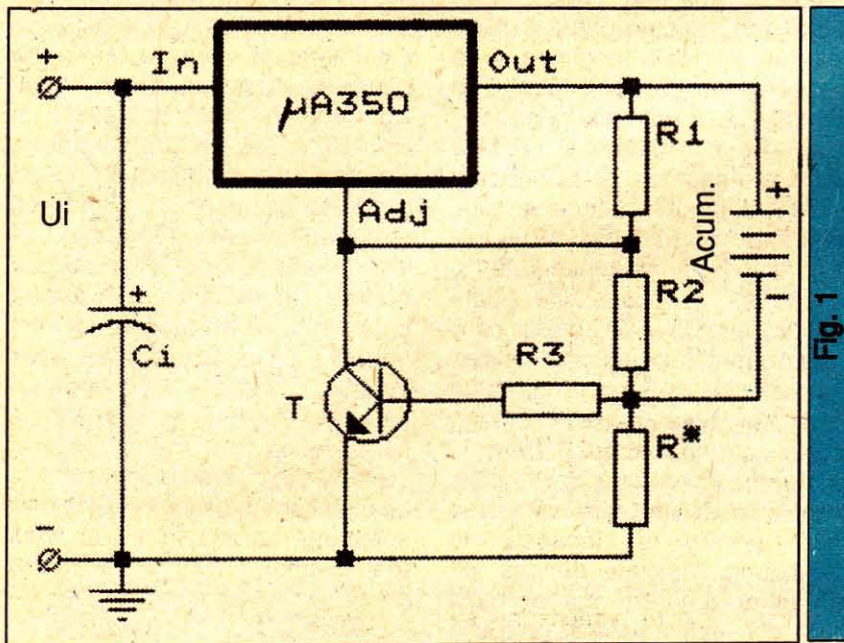 + In Out
μA350
R1
Ui Adj Acum. +
+ R2 -
Ci R3
T
R*
-
Fig. 1